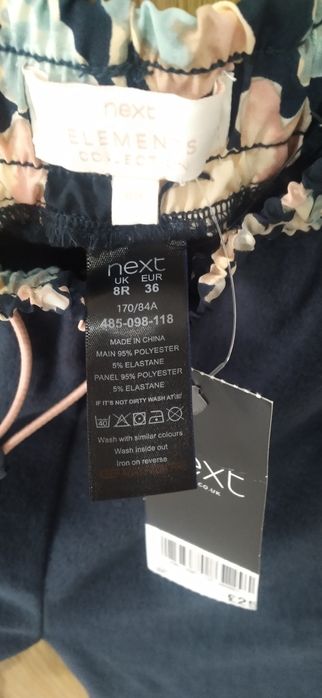 next
ELEMENTS
COLLECTION
next
UK EUR
8R 36
170/84A
485-098-118
MADE IN CHINA
MAIN 95% POLYESTER
5% ELASTANE
PANEL 95% POLYESTER
5% ELASTANE
IF IT'S NOT DIRTY WASH AT
40
Wash with similar colours
Wash inside out
Iron on reverse
next
CO.UK